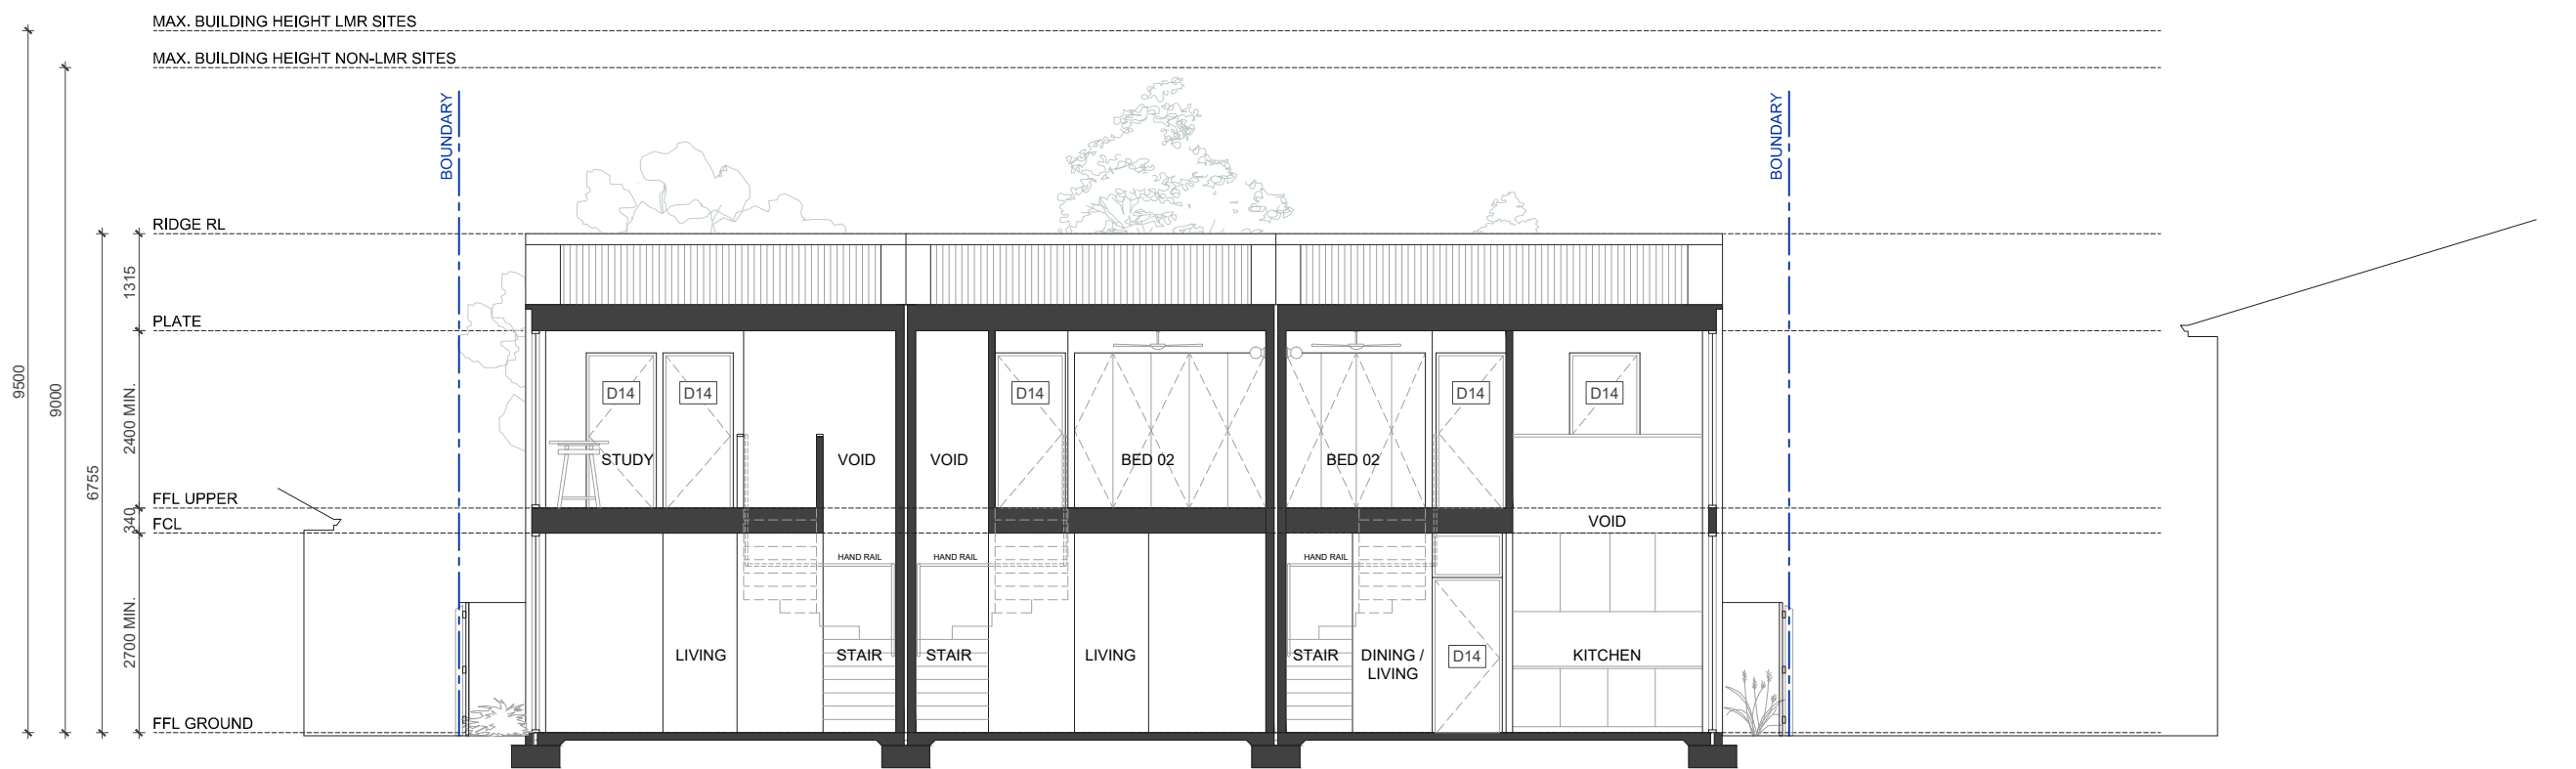 MAX. BUILDING HEIGHT LMR SITES
MAX. BUILDING HEIGHT NON-LMR SITES
BOUNDARY
BOUNDARY
RIDGE RL
1315
PLATE
9500
9000
6755
2400 MIN.
D14
D14
D14
D14
D14
STUDY
VOID
VOID
BED 02
BED 02
FFL UPPER
340
FCL
VOID
HAND RAIL
HAND RAIL
HAND RAIL
2700 MIN.
LIVING
STAIR
STAIR
LIVING
STAIR
DINING /
LIVING
D14
KITCHEN
FFL GROUND